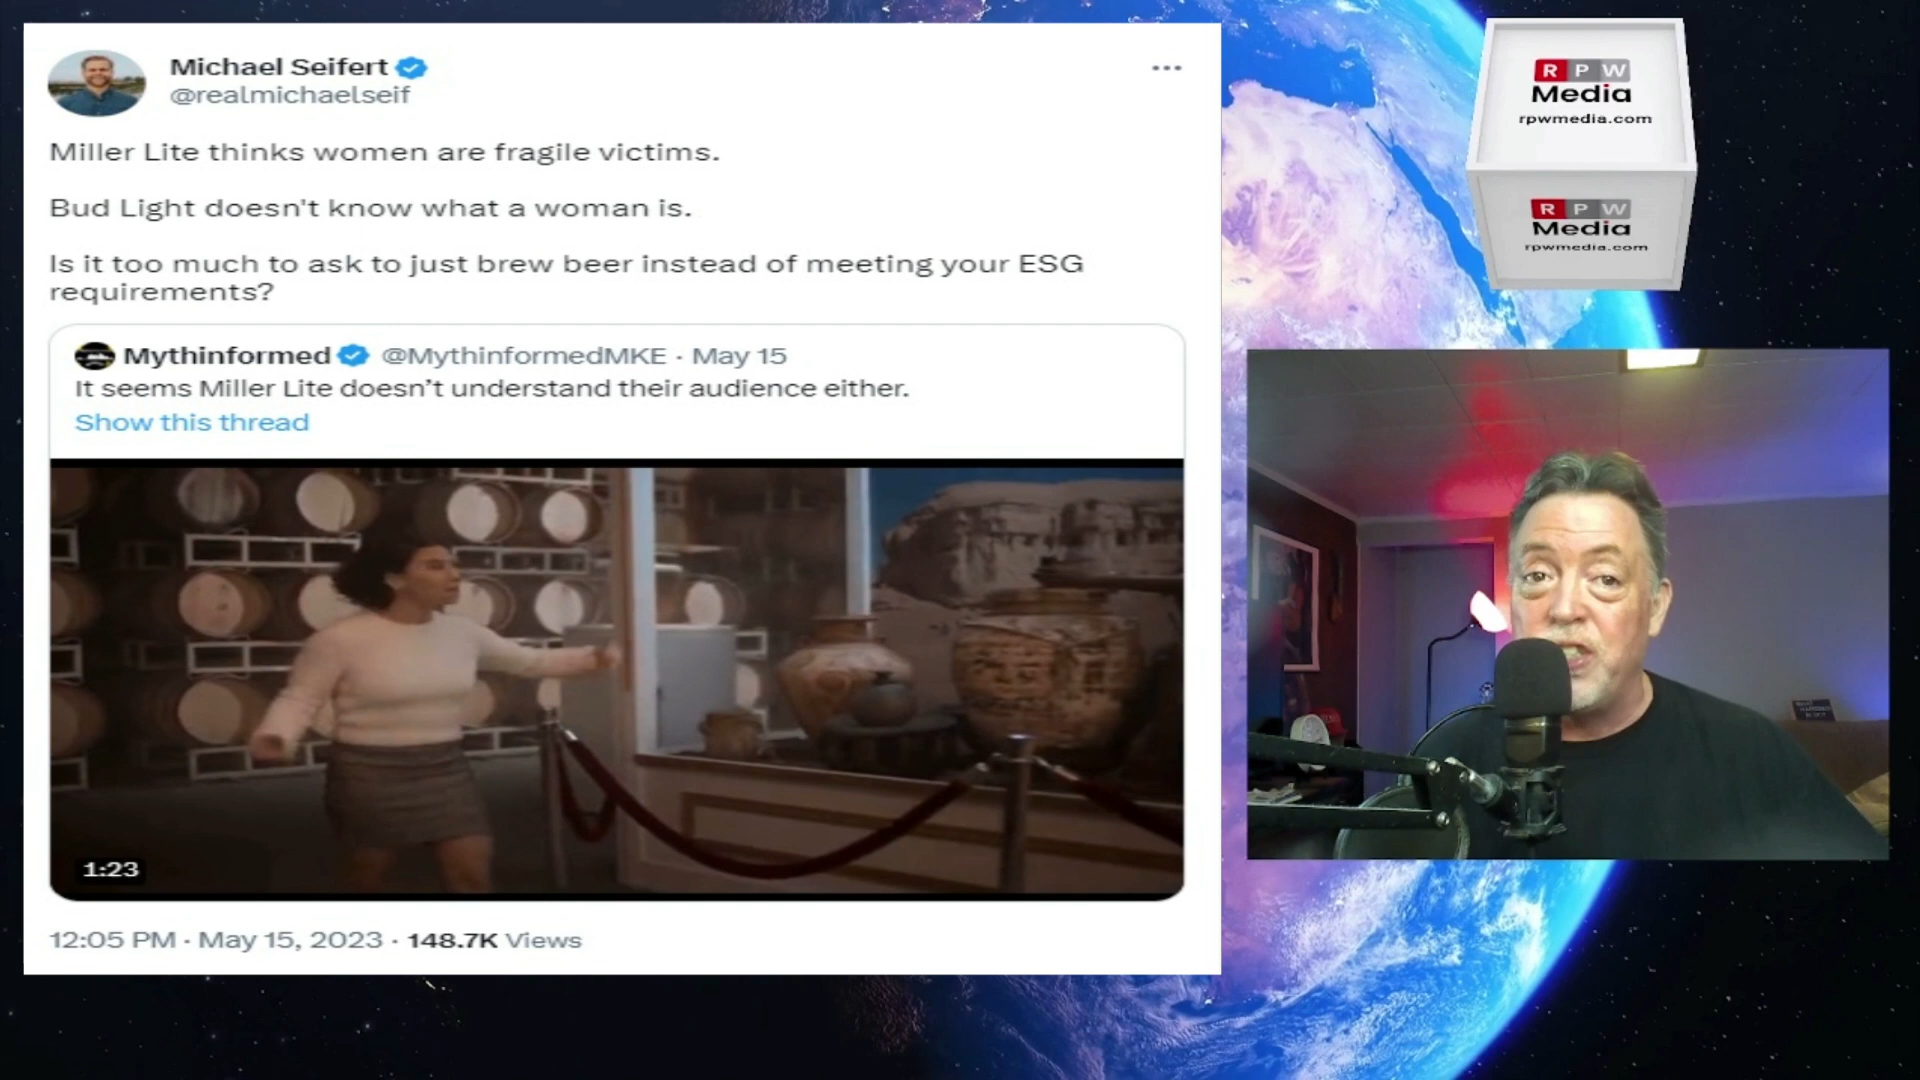 Michael Seifert
@realmichaelseif
Miller Lite thinks women are fragile victims.
Bud Light doesn't know what a woman is.
Is it too much to ask to just brew beer instead of meeting your ESG
requirements?
Mythinformed @MythinformedMKE · May 15
It seems Miller Lite doesn’t understand their audience either.
Show this thread
1:23
12:05 PM · May 15, 2023 · 148.7K Views
RPW
Media
rpwmedia.com
RPW
Media
rpwmedia.com